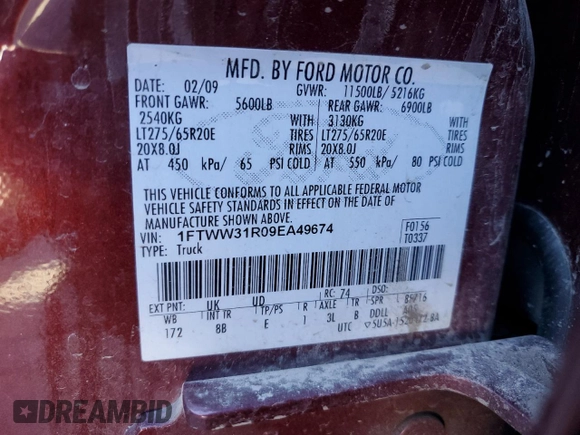 MFD. BY FORD MOTOR CO.
DATE: 02/09 GVWR: 11500LB/ 5216KG
FRONT GAWR: 5600LB REAR GAWR: 6900LB
2540KG WITH 3130KG WITH
LT275/65R20E TIRES LT275/65R20E TIRES
20X8.0J RIMS 20X8.0J RIMS
AT 450 kPa/ 65 PSI COLD AT 550 kPa/ 80 PSI COLD
THIS VEHICLE CONFORMS TO ALL APPLICABLE FEDERAL MOTOR
VEHICLE SAFETY STANDARDS IN EFFECT ON THE DATE OF
MANUFACTURE SHOWN ABOVE.
VIN: 1FTWW31R09EA49674 F0156
TYPE: Truck T0337
EXT PNT: UK UD RC: 74 DSO:
WB INT TR TP/PS R AXLE TR SPR
172 8B E I 3L B DDLL
UTC
DREAMBID